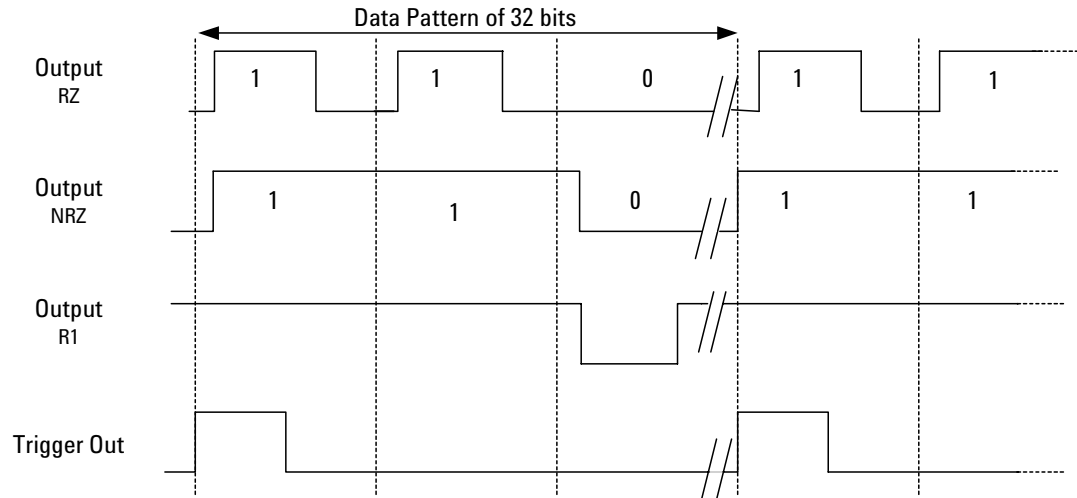 Data Pattern of 32 bits
Output
RZ
1 1 0 1 1
Output
NRZ
1 1 0 1 1
Output
R1
Trigger Out